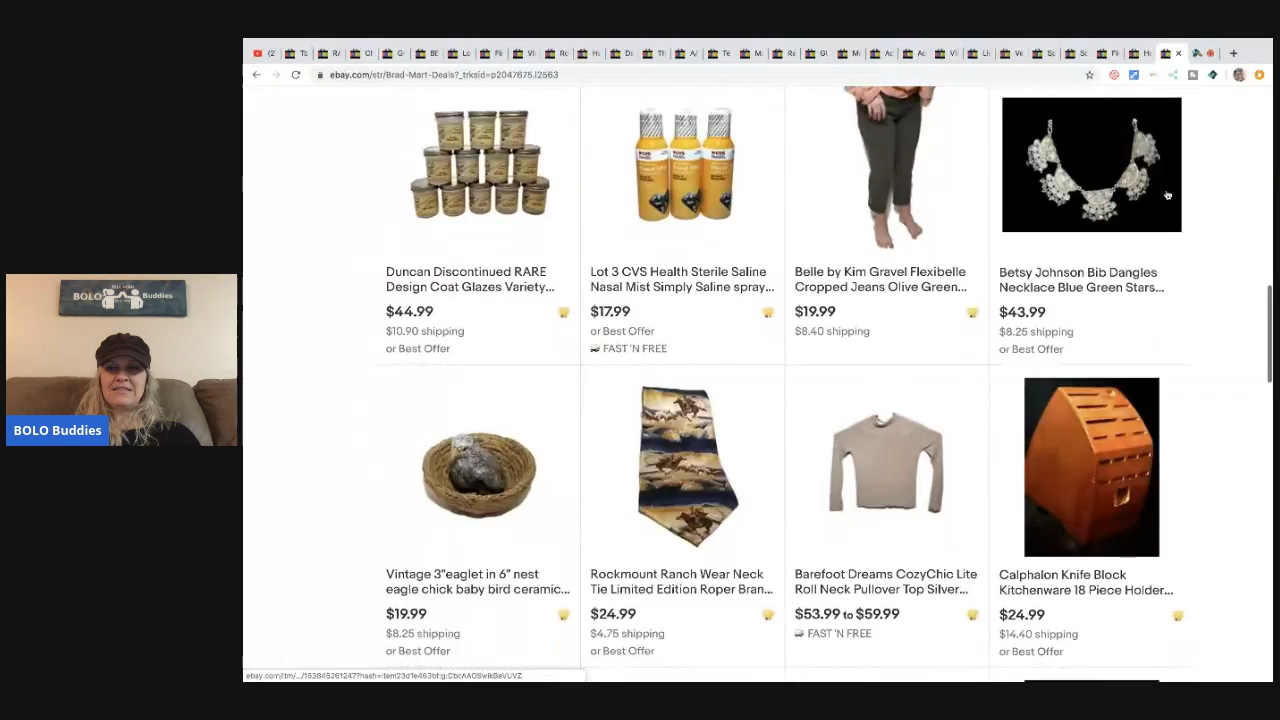 ebay.com/str/Brad-Mart-Deals?_trksid=p2047675.l2563
Duncan Discontinued RARE
Design Coat Glazes Variety...
$44.99
$10.90 shipping
or Best Offer
Lot 3 CVS Health Sterile Saline
Nasal Mist Simply Saline spray...
$17.99
or Best Offer
FAST 'N FREE
Belle by Kim Gravel Flexibelle
Cropped Jeans Olive Green...
$19.99
$8.40 shipping
Betsy Johnson Bib Dangles
Necklace Blue Green Stars...
$43.99
$8.25 shipping
or Best Offer
BOLO Buddies
BOLO Buddies
Vintage 3"eaglet in 6" nest
eagle chick baby bird ceramic...
$19.99
$8.25 shipping
or Best Offer
Rockmount Ranch Wear Neck
Tie Limited Edition Roper Bran...
$24.99
$4.75 shipping
or Best Offer
Barefoot Dreams CozyChic Lite
Roll Neck Pullover Top Silver...
$53.99 to $59.99
FAST 'N FREE
Calphalon Knife Block
Kitchenware 18 Piece Holder...
$24.99
$14.40 shipping
or Best Offer